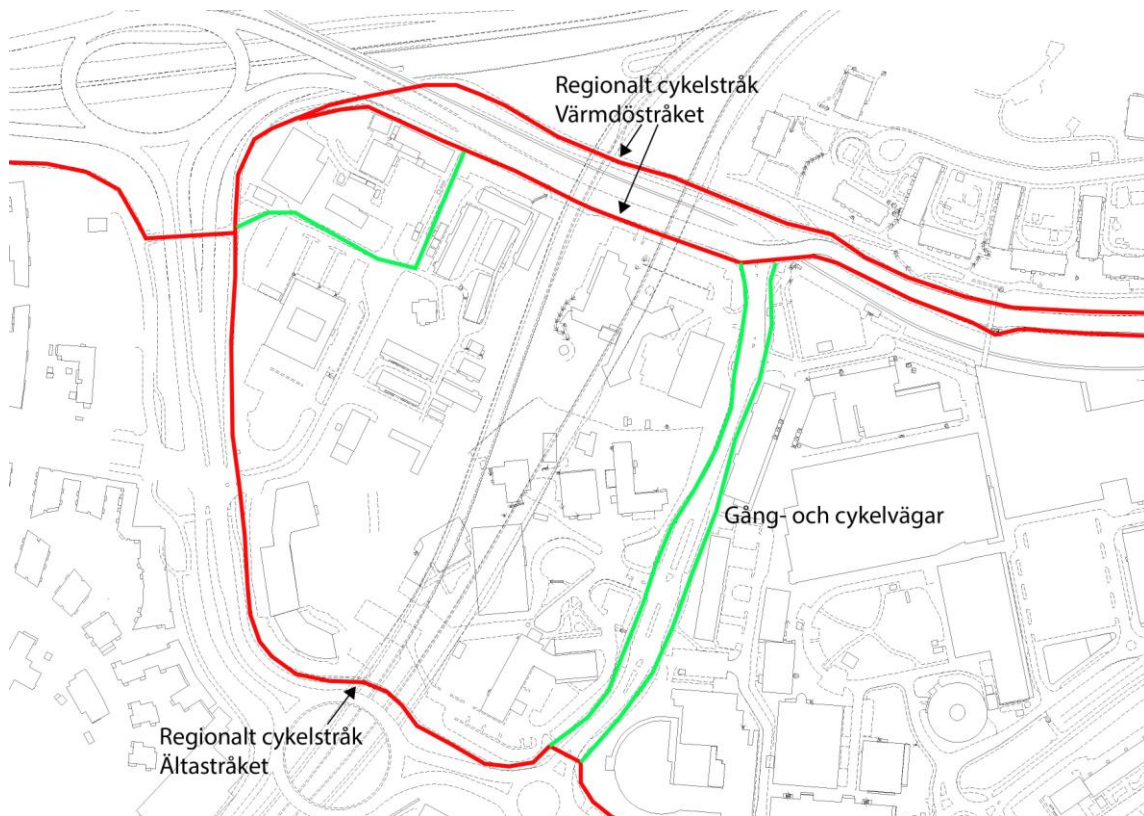 Regionalt cykelstråk
Värmdöstråket
Gång- och cykelvägar
Regionalt cykelstråk
Ältastråket